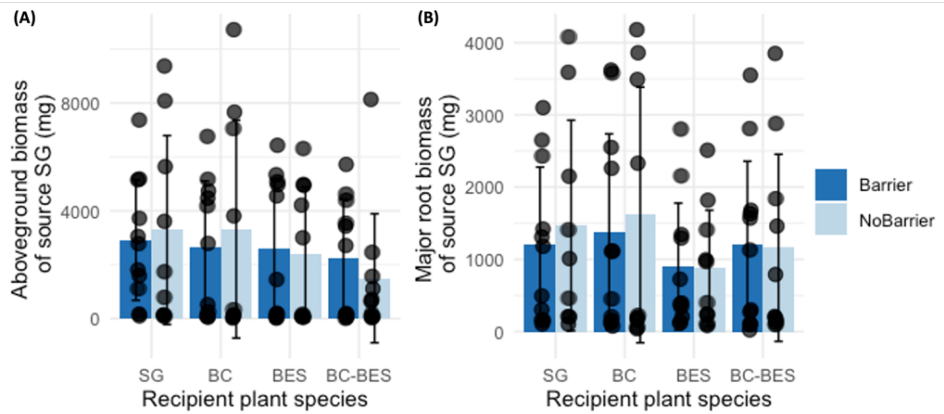 (A)
Aboveground biomass
of source SG (mg)
8000
4000
0
SG BC BES BC-BES
Recipient plant species
(B)
Major root biomass
of source SG (mg)
4000
3000
2000
1000
0
SG BC BES BC-BES
Recipient plant species
Barrier
NoBarrier